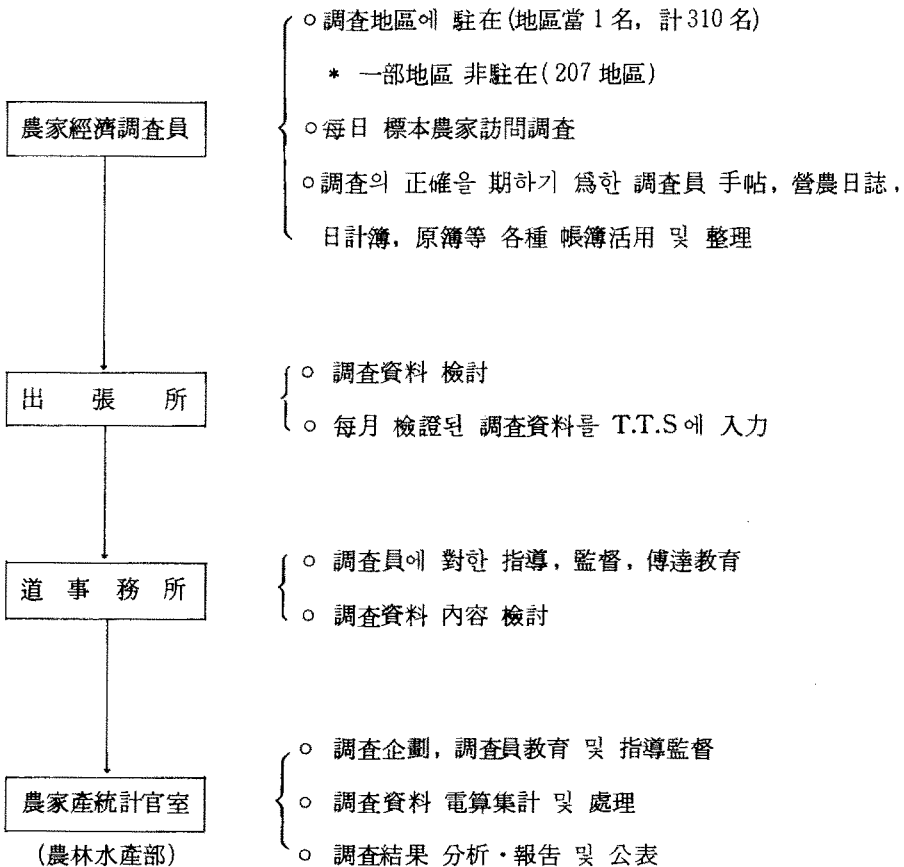 ○ 調査地區에 駐在(地區當 1名, 計310名)
* 一部地區 非駐在(207地區)
農家經濟調査員
○ 每日 標本農家訪問調査
○ 調査의 正確을 期하기 爲한 調査員 手帖, 營農日誌,
日計簿, 原簿等 各種 帳簿活用 및 整理
出張所
○ 調査資料 檢討
○ 每月 檢證된 調査資料를 T.T.S에 入力
道事務所
○ 調査員에 對한 指導, 監督, 傅達敎育
○ 調査資料 內容 檢討
農家產統計官室
(農林水產部)
○ 調査企劃, 調査員敎育 및 指導監督
○ 調査資料 電算集計 및 處理
○ 調査結果 分析·報告 및 公表